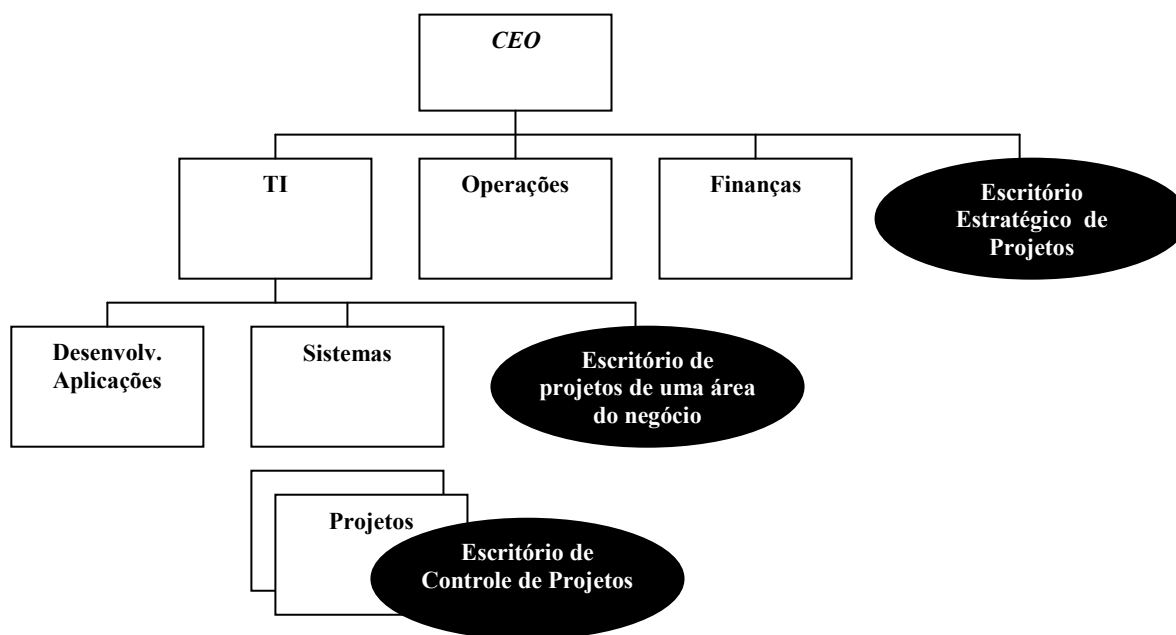 CEO
TI
Operações
Finanças
Escritório
Estratégico de
Projetos
Desenvolv.
Aplicações
Sistemas
Escritório de
projetos de uma área
do negócio
Projetos
Escritório de
Controle de Projetos